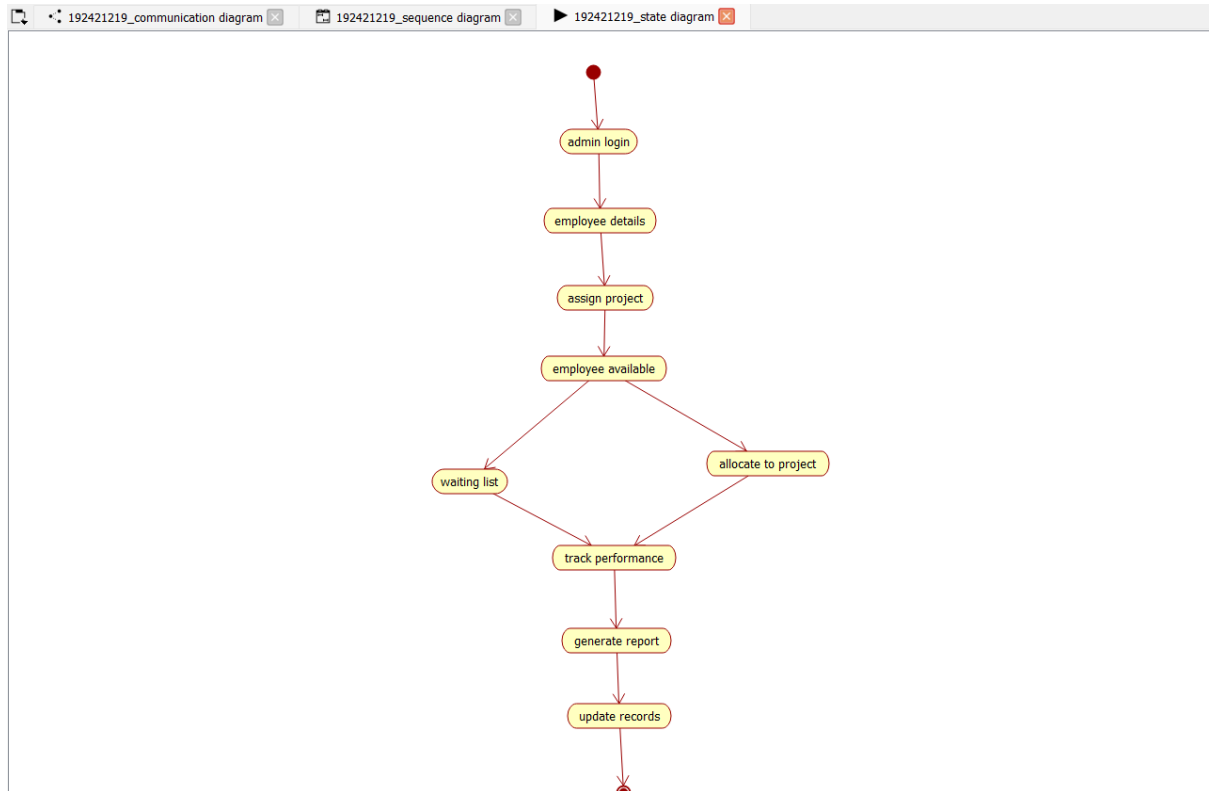 192421219_communication diagram
192421219_sequence diagram
192421219_state diagram
admin login
employee details
assign project
employee available
allocate to project
waiting list
track performance
generate report
update records